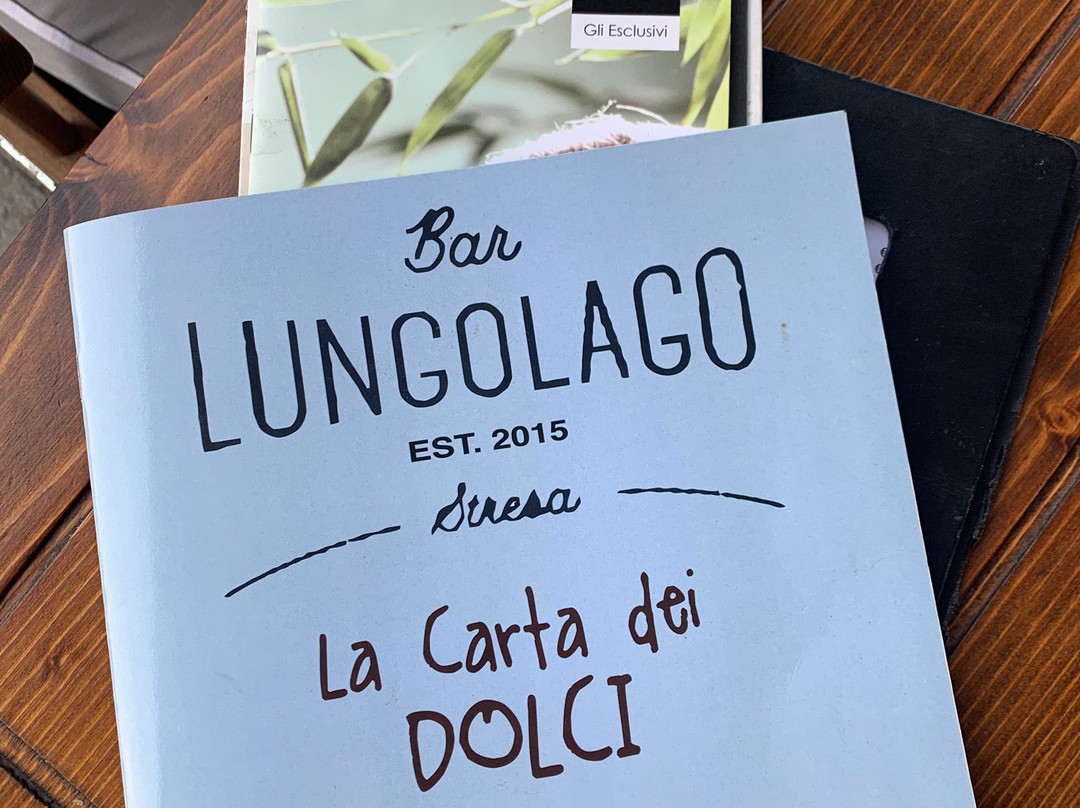 Gli Esclusivi
Bar
LUNGOLAGO
EST. 2015
Stresa
La Carta dei
DOLCI